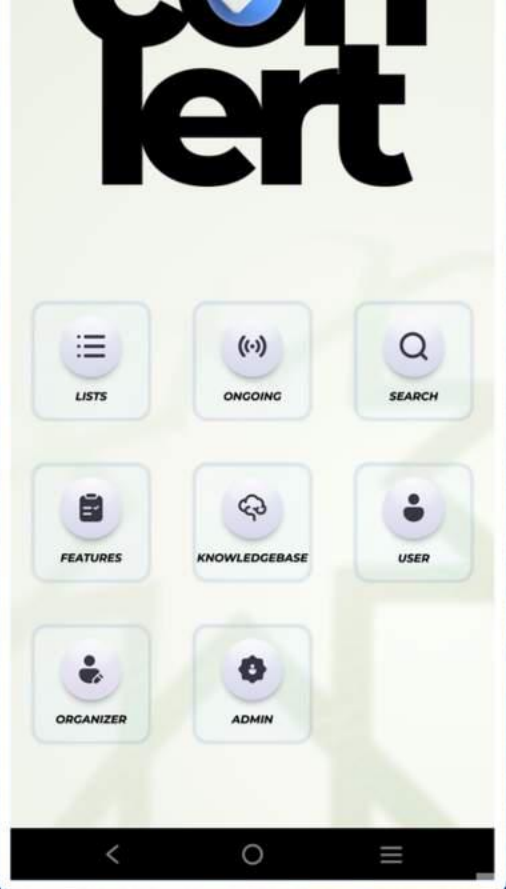 lert
LISTS
ONGOING
SEARCH
FEATURES
KNOWLEDGEBASE
USER
ORGANIZER
ADMIN